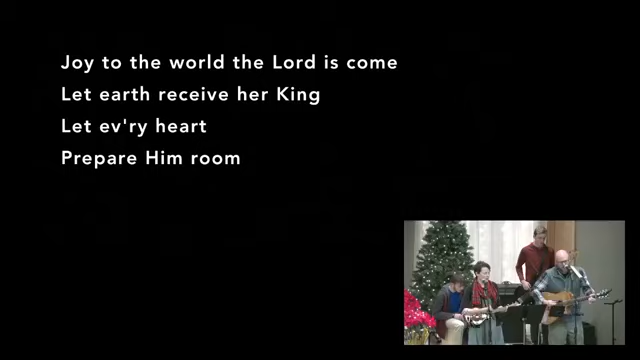 Joy to the world the Lord is come
Let earth receive her King
Let ev'ry heart
Prepare Him room